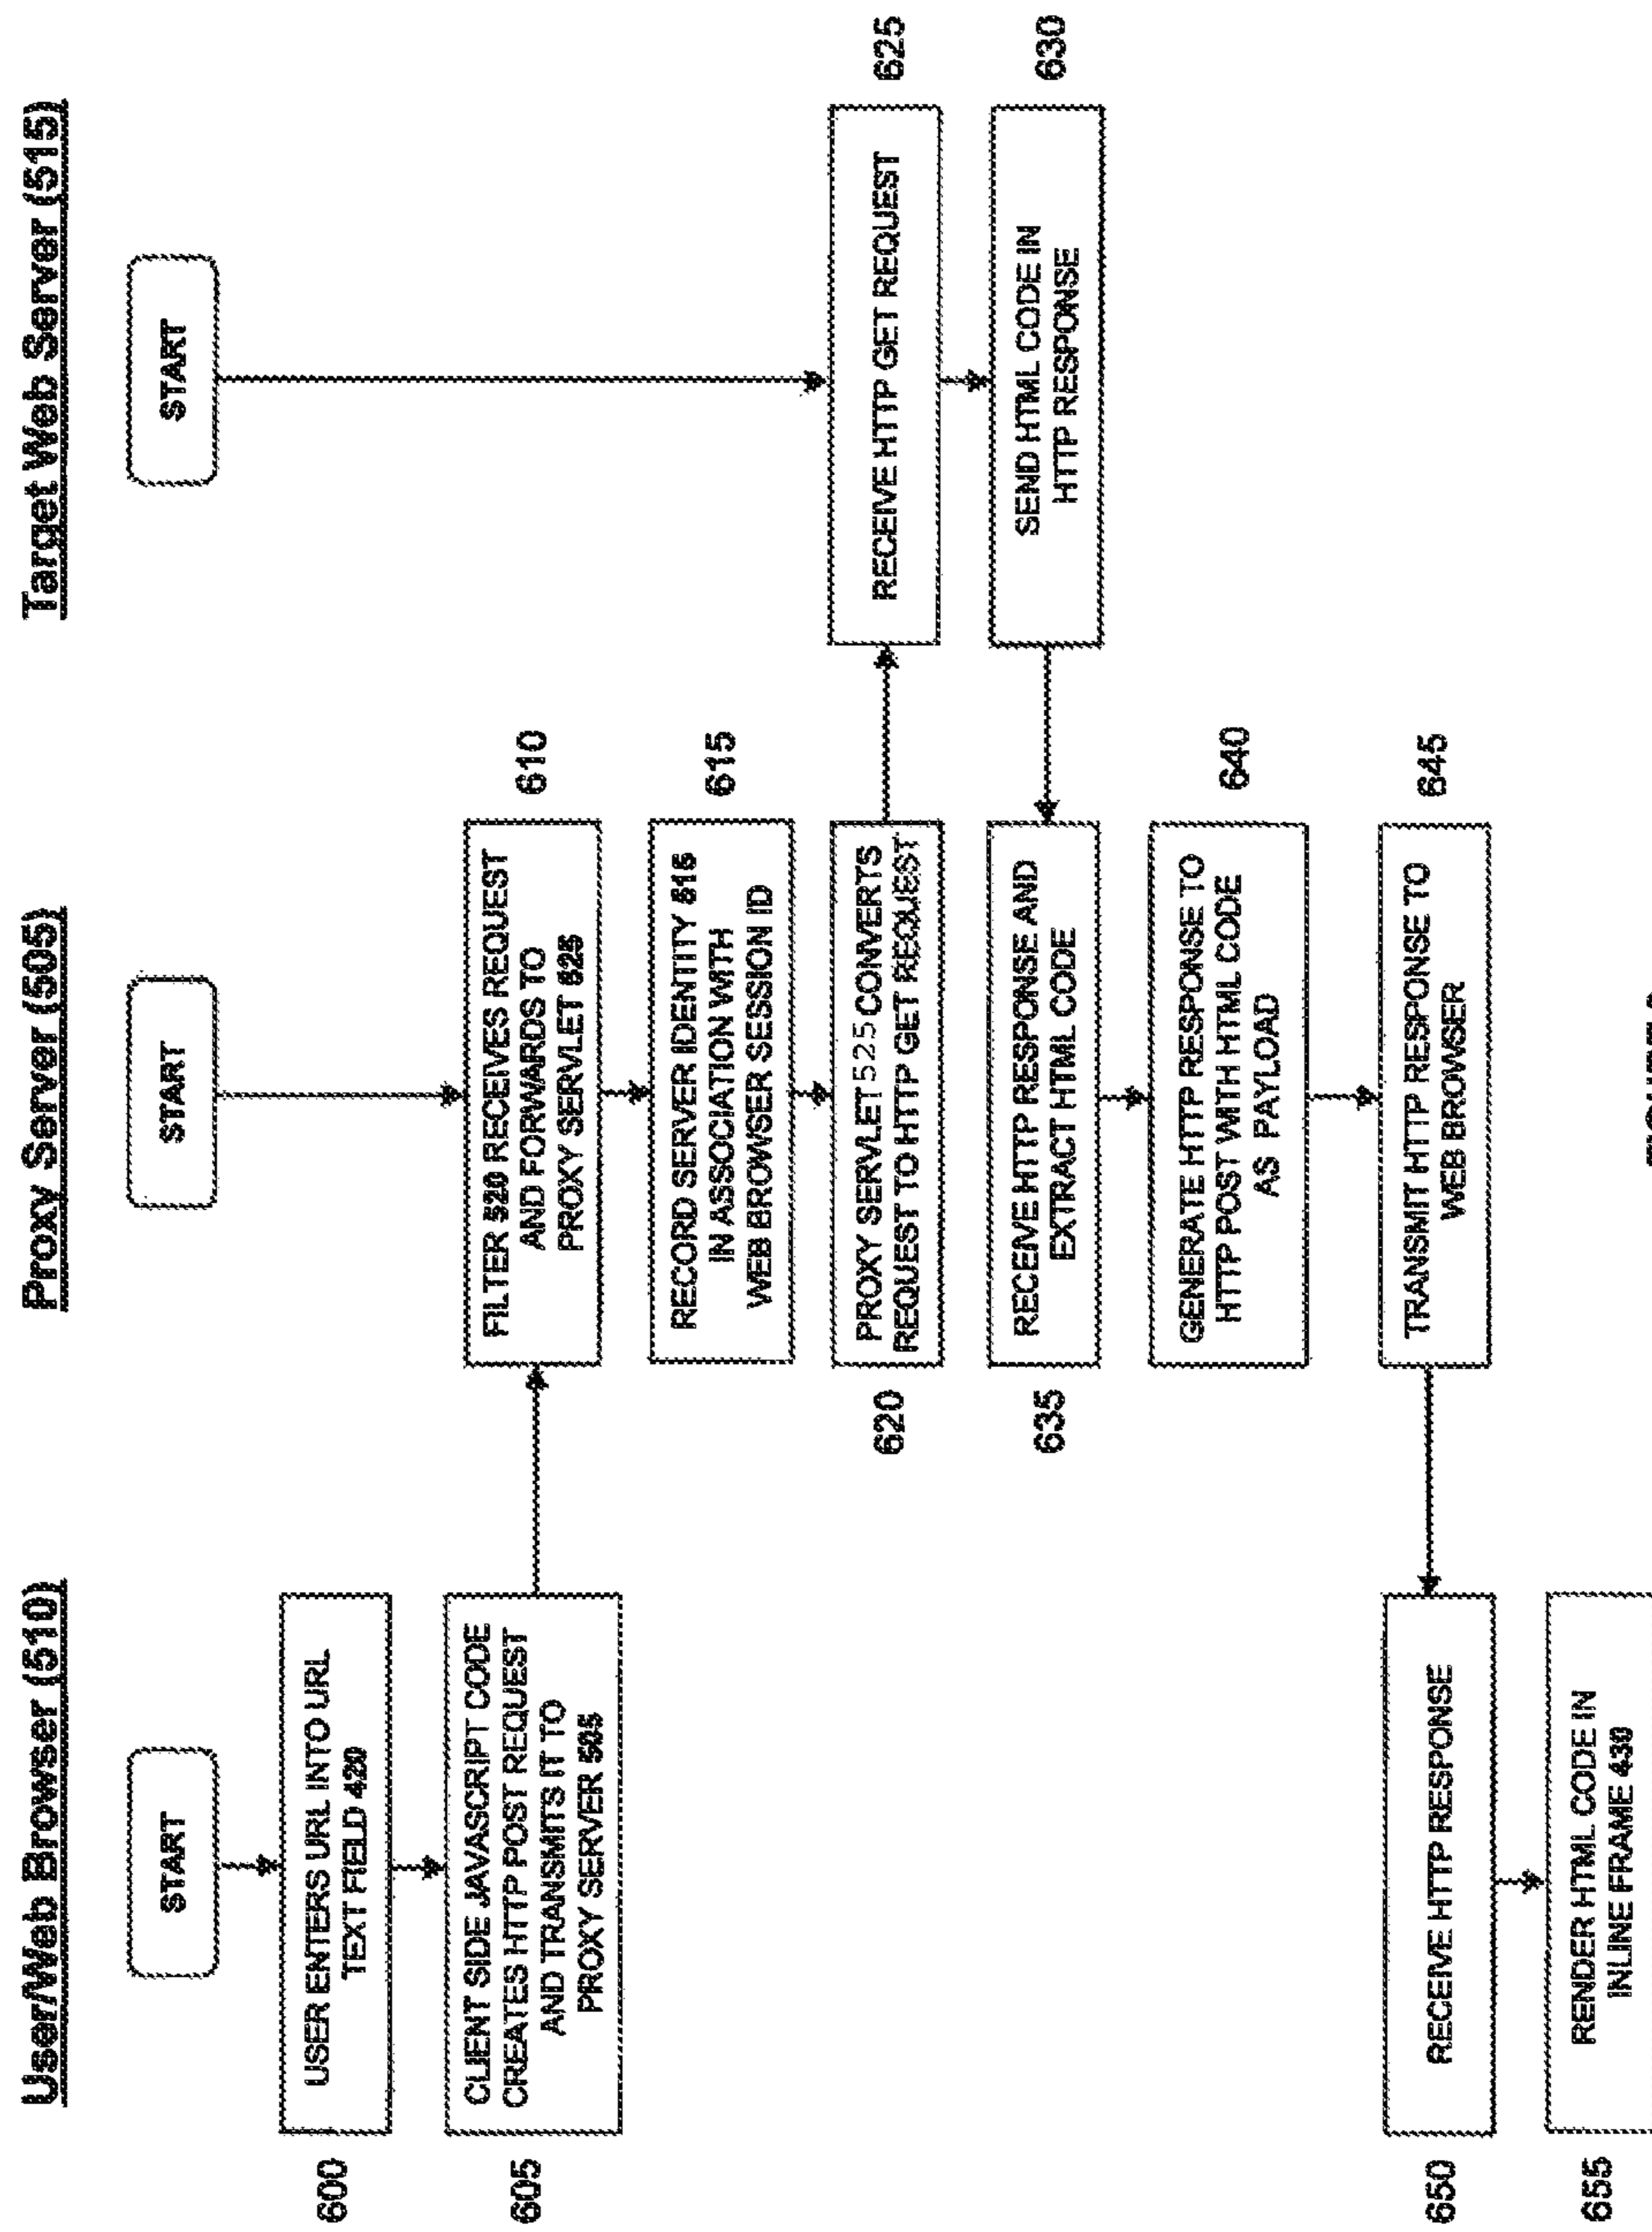 User/Web Browser (510)
START
USER ENTERS URL INTO URL
TEXT FIELD 420
600
CLIENT SIDE JAVASCRIPT CODE
CREATES HTTP POST REQUEST
AND TRANSMITS IT TO
PROXY SERVER 505
605
RECEIVE HTTP RESPONSE
650
RENDER HTML CODE IN
INLINE FRAME 430
655
Proxy Server (505)
START
FILTER 520 RECEIVES REQUEST
AND FORWARDS TO
PROXY SERVLET 525
610
RECORD SERVER IDENTITY 515
IN ASSOCIATION WITH
WEB BROWSER SESSION ID
615
PROXY SERVLET 525 CONVERTS
REQUEST TO HTTP GET REQUEST
620
RECEIVE HTTP RESPONSE AND
EXTRACT HTML CODE
635
GENERATE HTTP RESPONSE TO
HTTP POST WITH HTML CODE
AS PAYLOAD
640
TRANSMIT HTTP RESPONSE TO
WEB BROWSER
645
Target Web Server (515)
START
RECEIVE HTTP GET REQUEST
625
SEND HTML CODE IN
HTTP RESPONSE
630